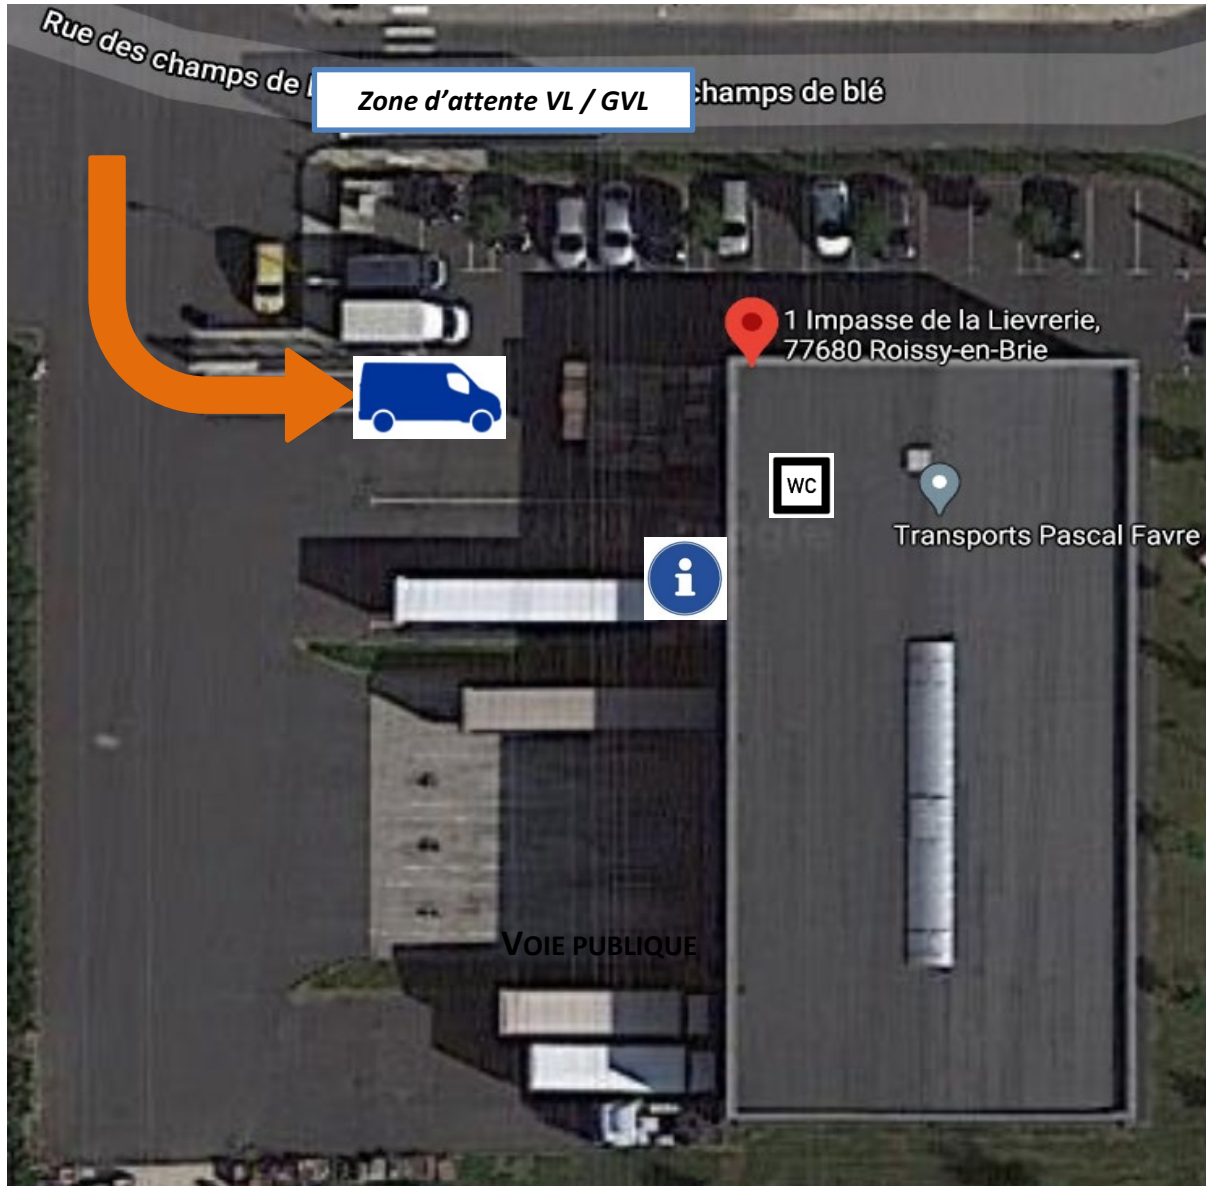 Rue des champs de
Zone d'attente VL / GVL
champs de blé
1 Impasse de la Lievrerie,
77680 Roissy-en-Brie
WC
Transports Pascal Favre
i
VOIE PUBLIQUE